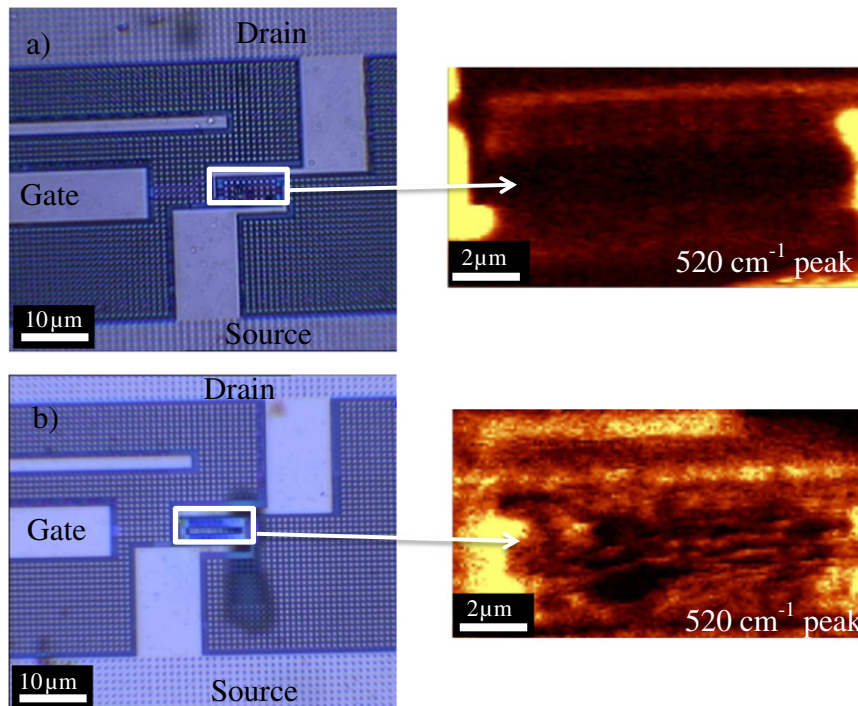 a)
Drain
Gate
10µm
Source
2µm
520 cm⁻¹ peak
b)
Drain
Gate
10µm
Source
2µm
520 cm⁻¹ peak